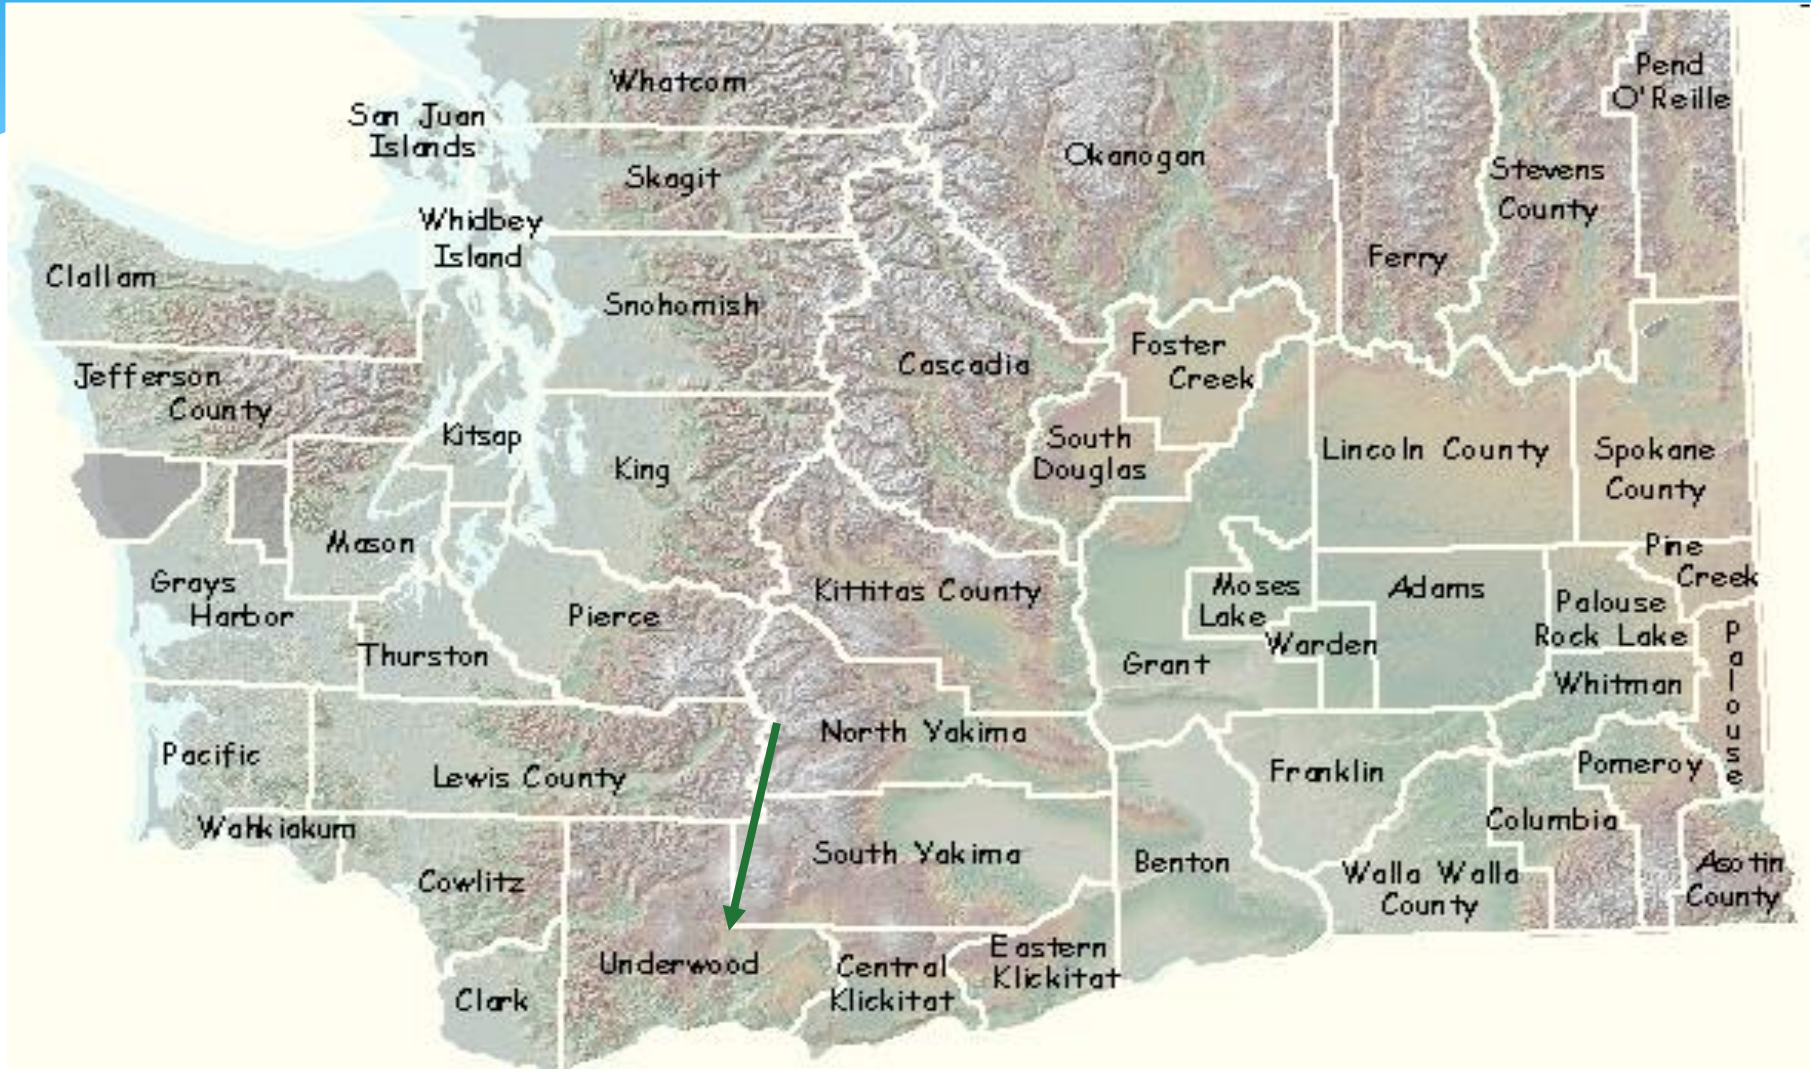 Whatcom
Pend
O'Reille
San Juan
Islands
Okanogan
Skagit
Stevens
County
Whidbey
Island
Ferry
Clallam
Snohomish
Foster
Creek
Cascadia
Jefferson
County
Kitsap
South
Douglas
Lincoln County
Spokane
County
King
Mason
Pine
Creek
Grays
Harbor
Kittitas County
Moses
Lake
Adams
Palouse
Rock Lake
Pierce
Warden
Palouse
Thurston
Grant
Whitman
North Yakima
Pacific
Lewis County
Franklin
Pomeroy
Wahkiakum
Columbia
South Yakima
Benton
Cowlitz
Walla Walla
County
Asotin
County
Underwood
Central
Klickitat
Eastern
Klickitat
Clark